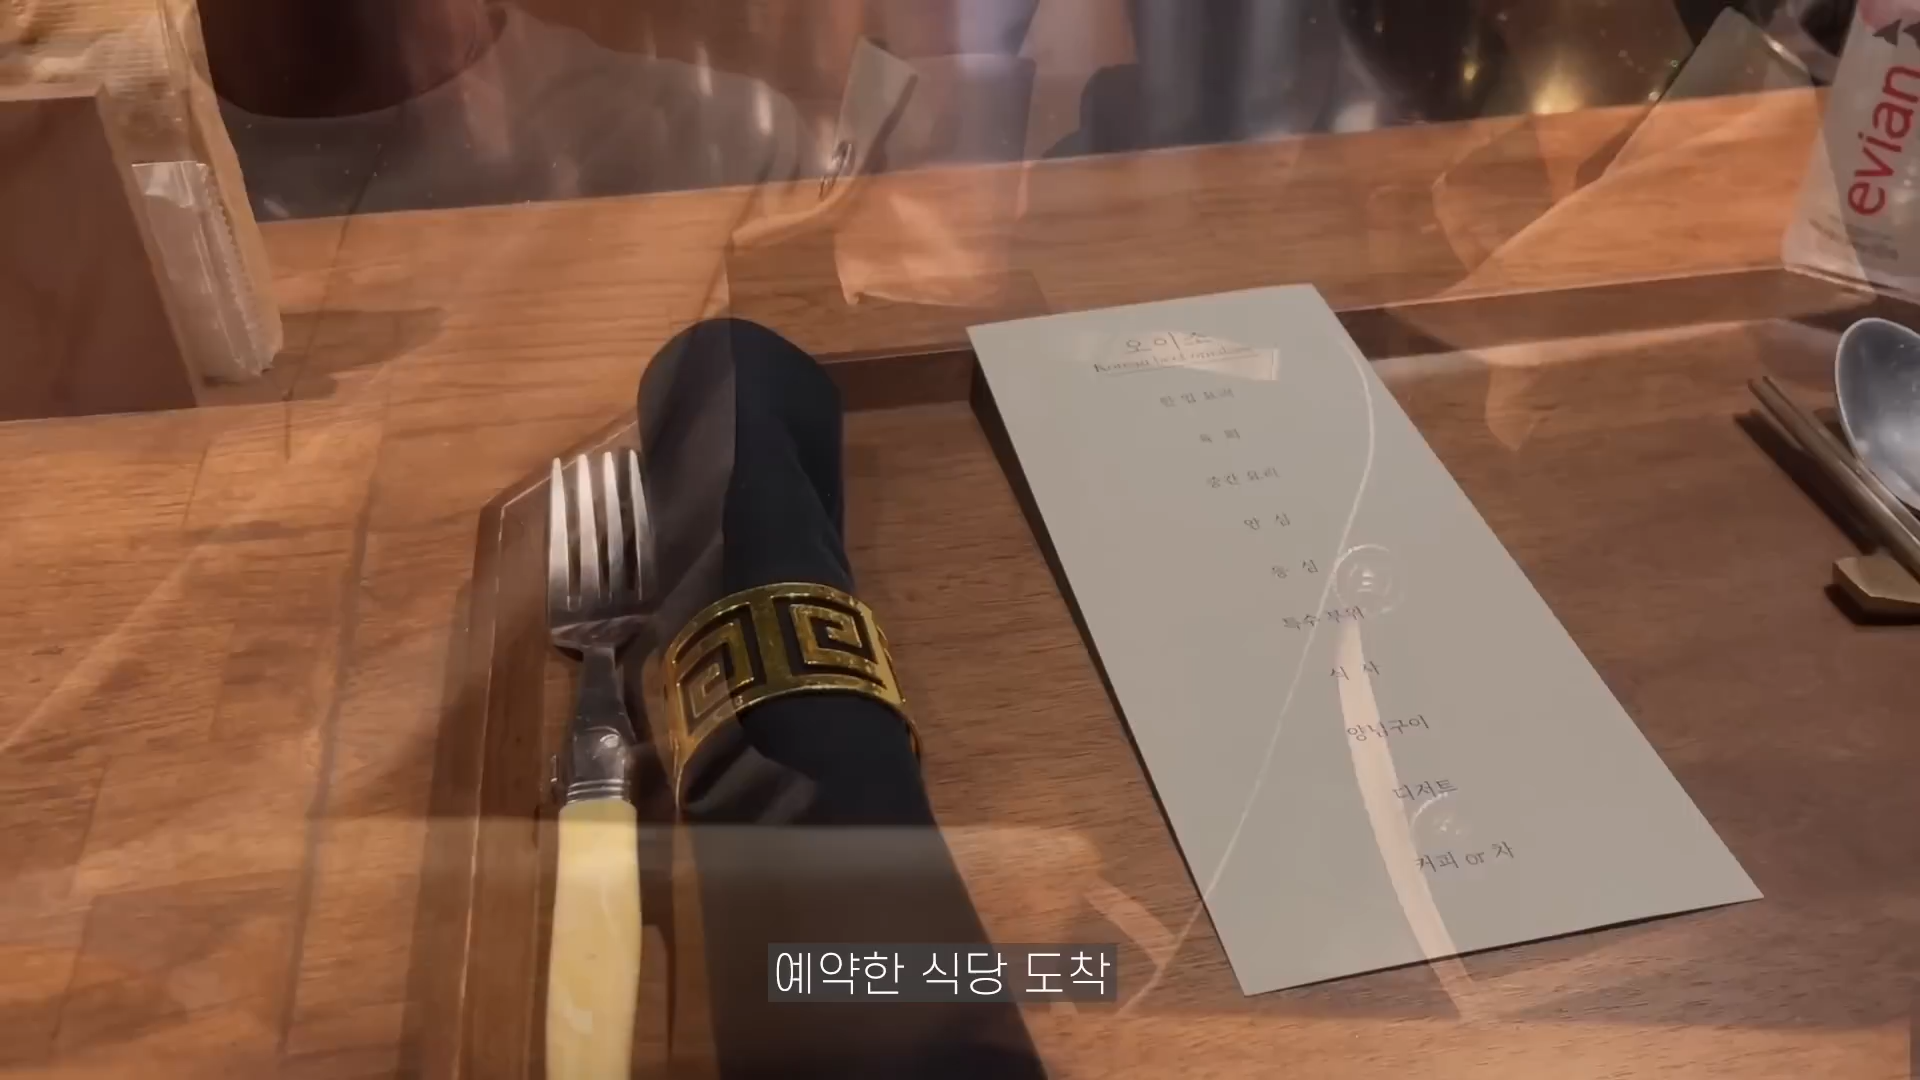 evian
오이쇼
한 입 요리
육 회
중간 요리
안 심
등 심
특수 부위
식 사
양념구이
디저트
커피 or 차
예약한 식당 도착